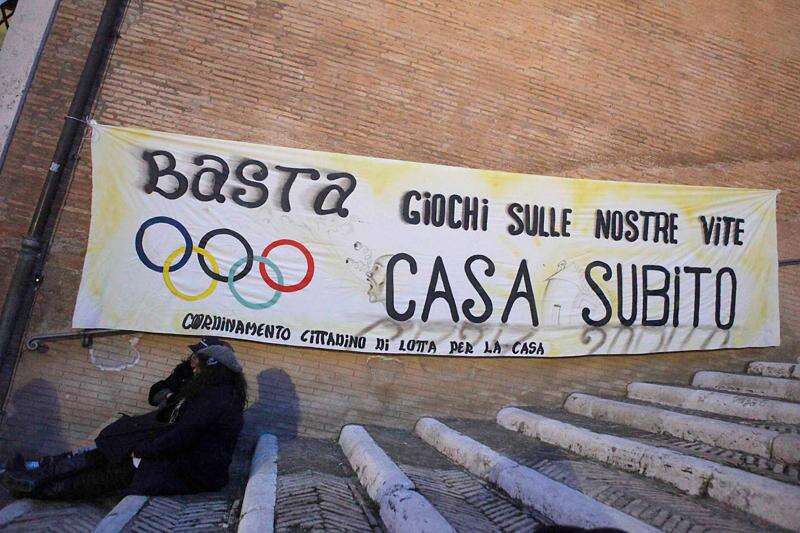 BaSTa GiOCHi SULLE NOSTRE ViTE
CASA SUBiTO
COORDINAMENTO CITTADINO Di LOTTA PER LA CASA